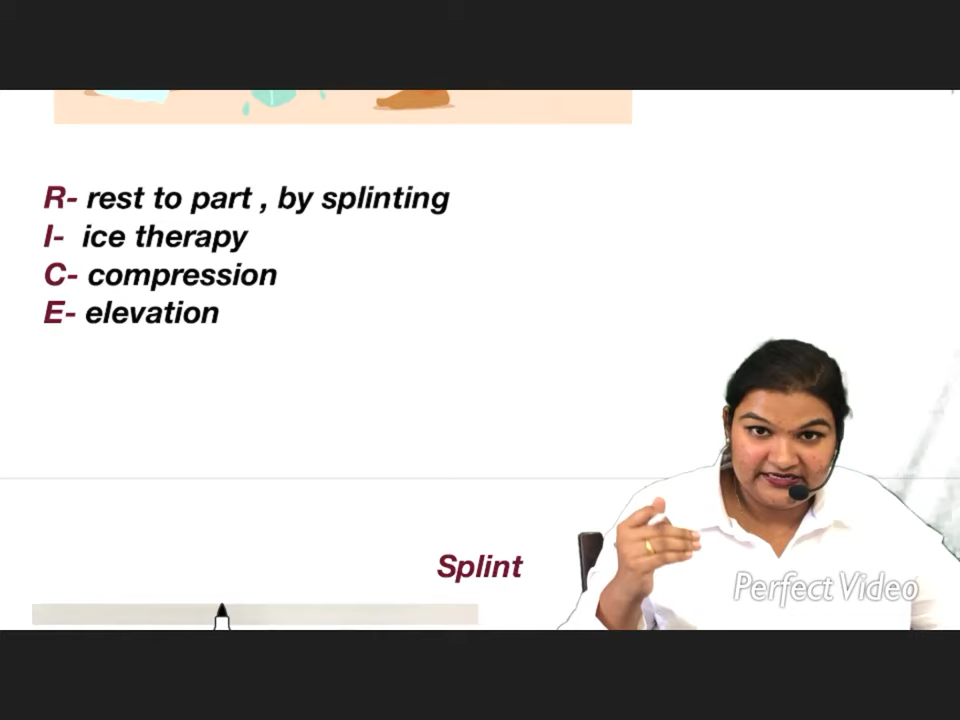 R- rest to part , by splinting
I- ice therapy
C- compression
E- elevation
Splint
Perfect Video